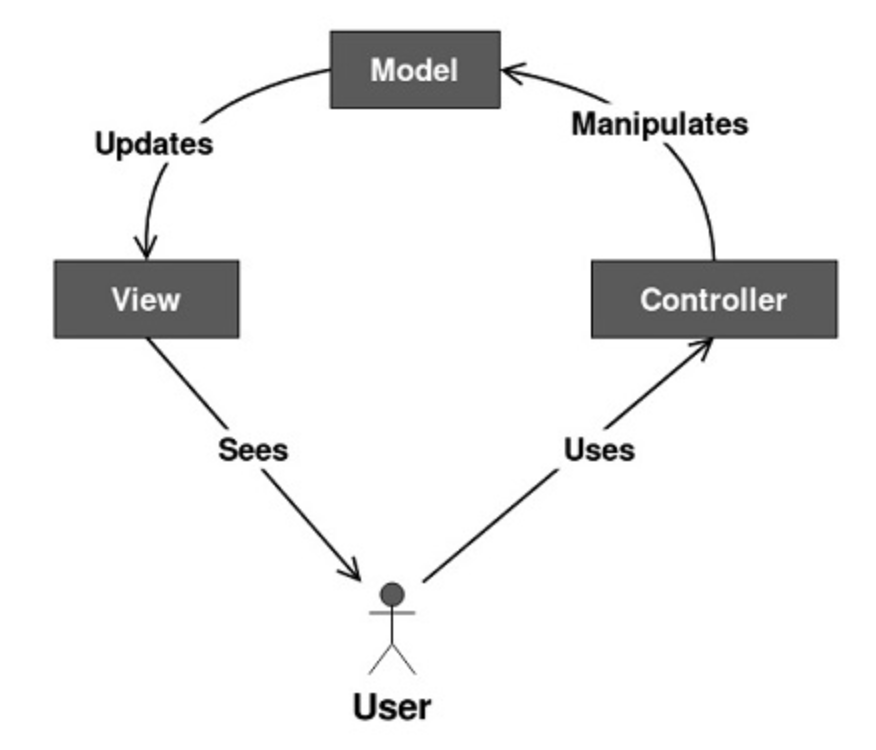 Model
Manipulates
Updates
View
Controller
Sees
Uses
User